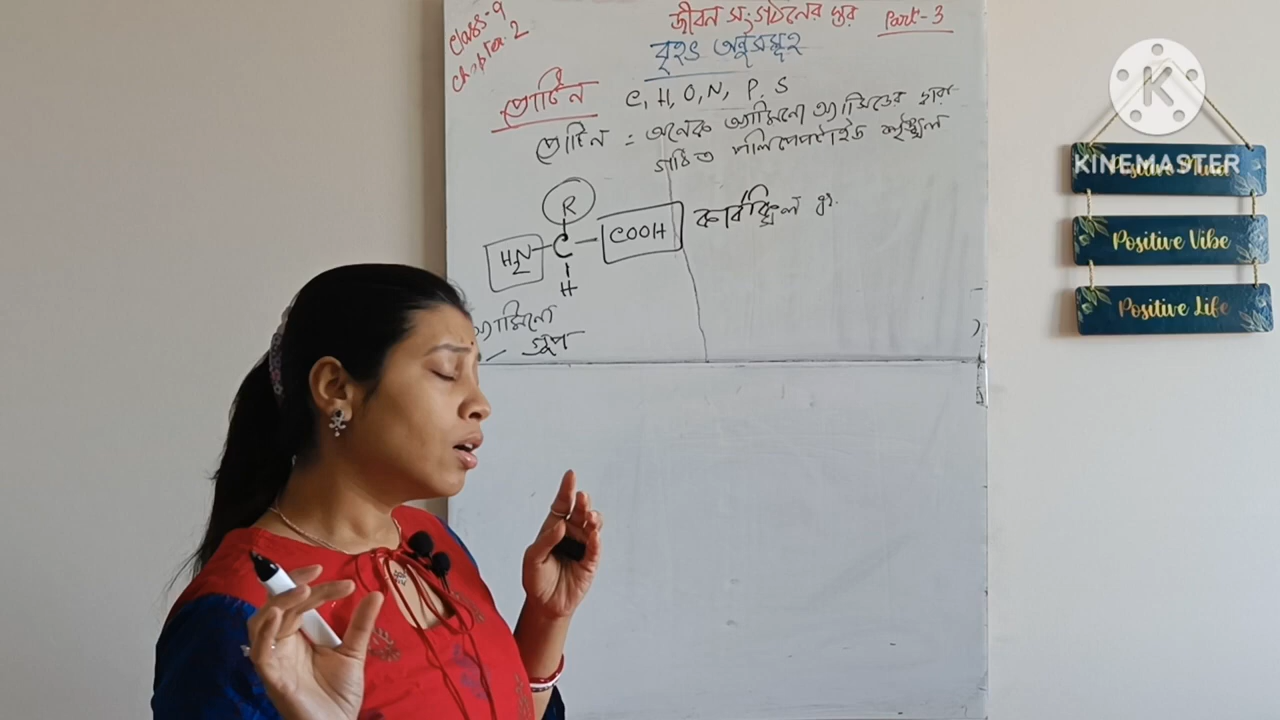 Class-9
Chapter-2
জীবন সংগঠনের স্তর Part-3
বৃহৎ অণুসমূহ
প্রোটিন C, H, O, N, P, S
প্রোটিন = অনেক অ্যামিনো অ্যাসিডের দ্বারা
গঠিত পলিপেপটাইড শৃঙ্খল
R
H2N-C-COOH কার্বক্সিল গ্র.
H
অ্যামিনো
গ্রুপ
KINEMASTER
Positive Vibe
Positive Life